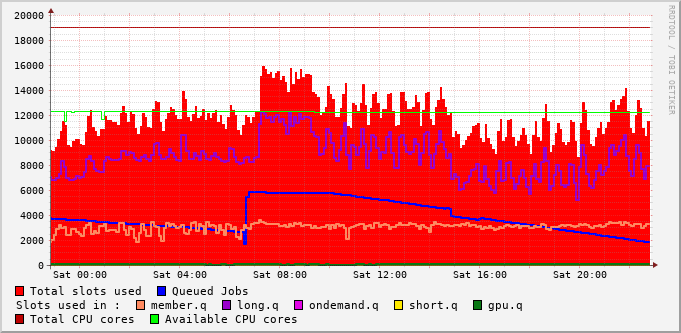 RRDTOOL / TOBI OETIKER
20000
18000
16000
14000
12000
10000
8000
6000
4000
2000
0
Sat 00:00 Sat 04:00 Sat 08:00 Sat 12:00 Sat 16:00 Sat 20:00
Total slots used Queued Jobs
Slots used in : member.q long.q ondemand.q short.q gpu.q
Total CPU cores Available CPU cores